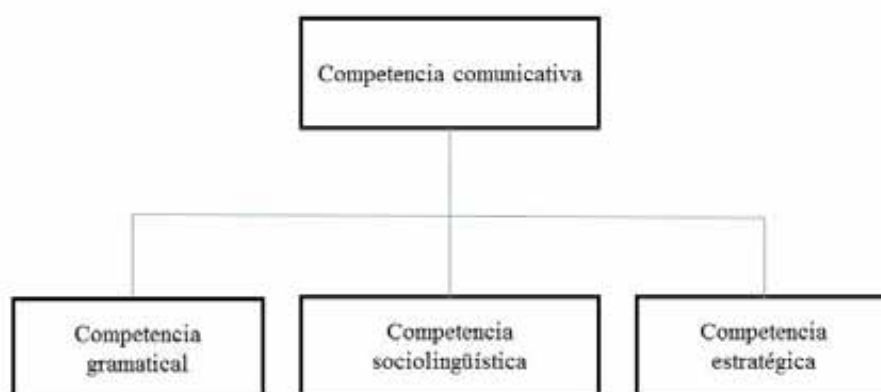 Competencia comunicativa
Competencia
gramatical
Competencia
sociolingüística
Competencia
estratégica